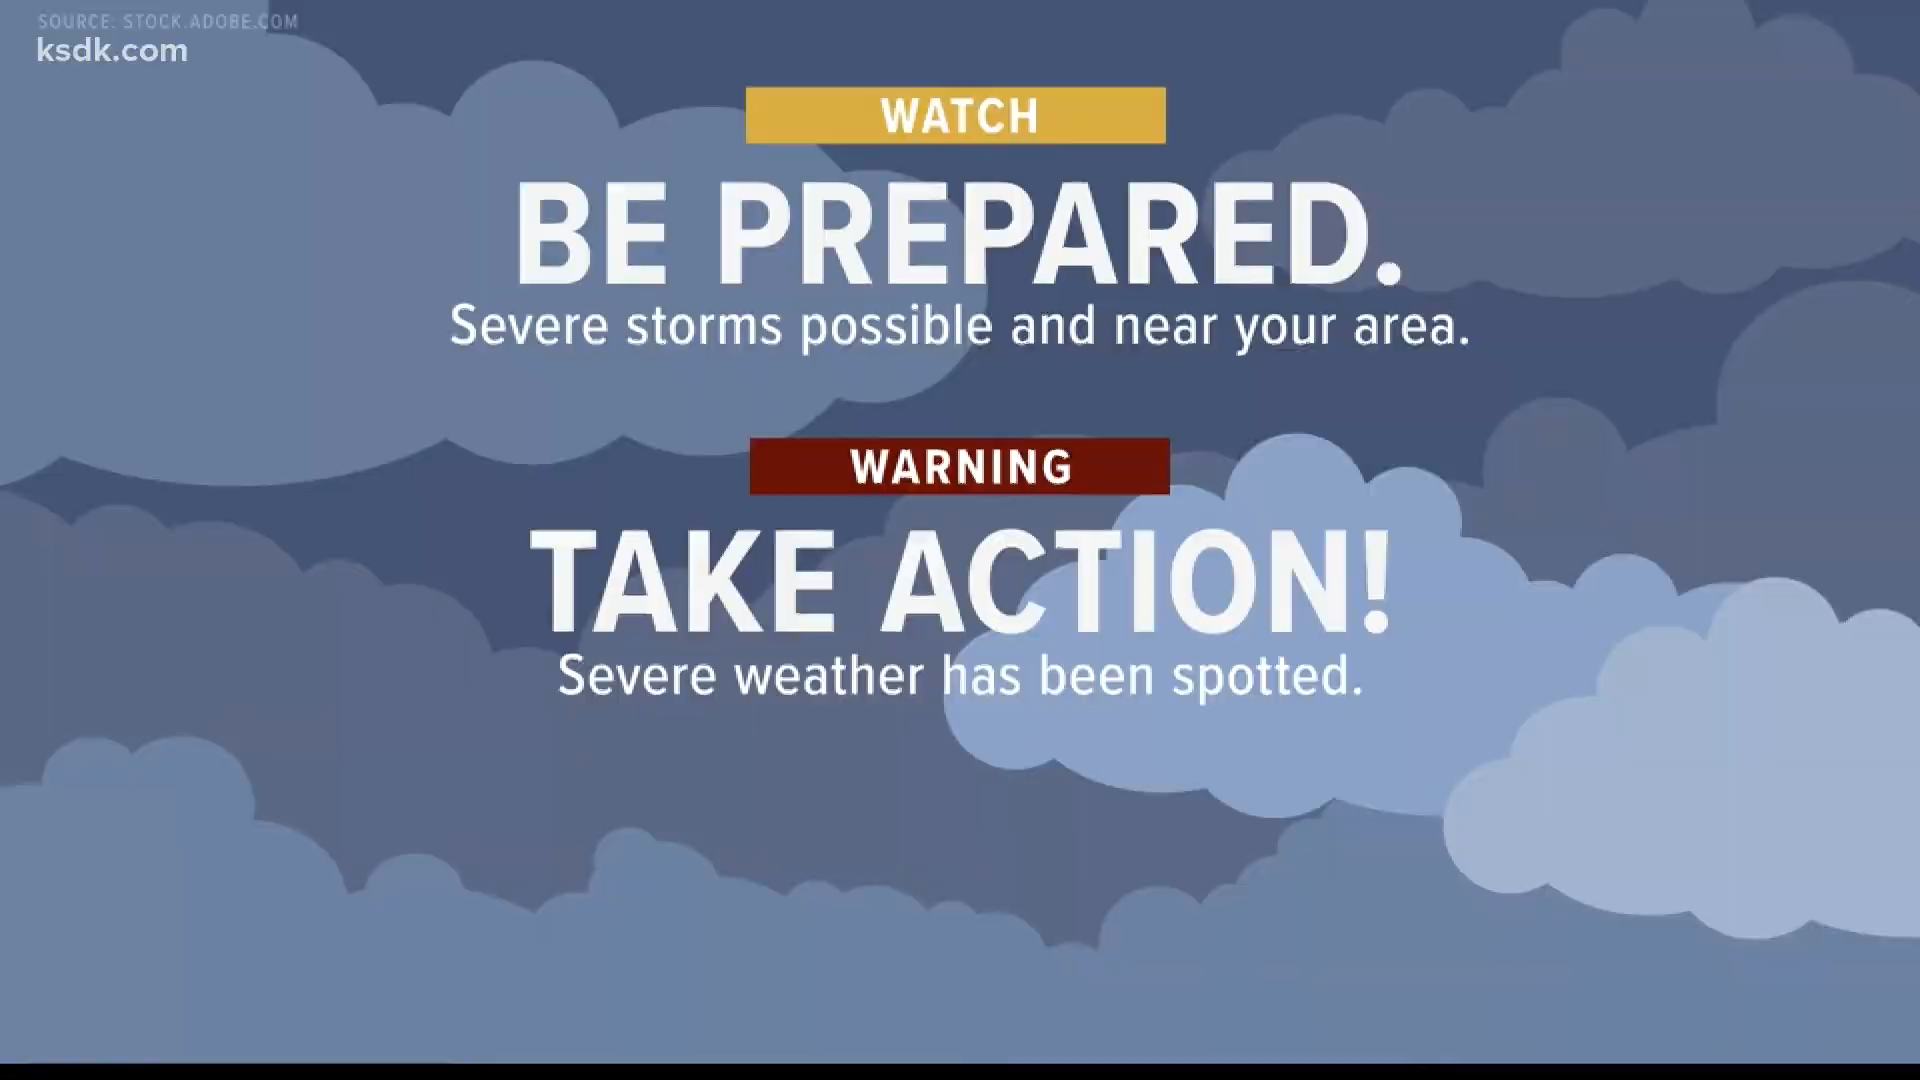 SOURCE: STOCK.ADOBE.COM
ksdk.com
WATCH
BE PREPARED.
Severe storms possible and near your area.
WARNING
TAKE ACTION!
Severe weather has been spotted.